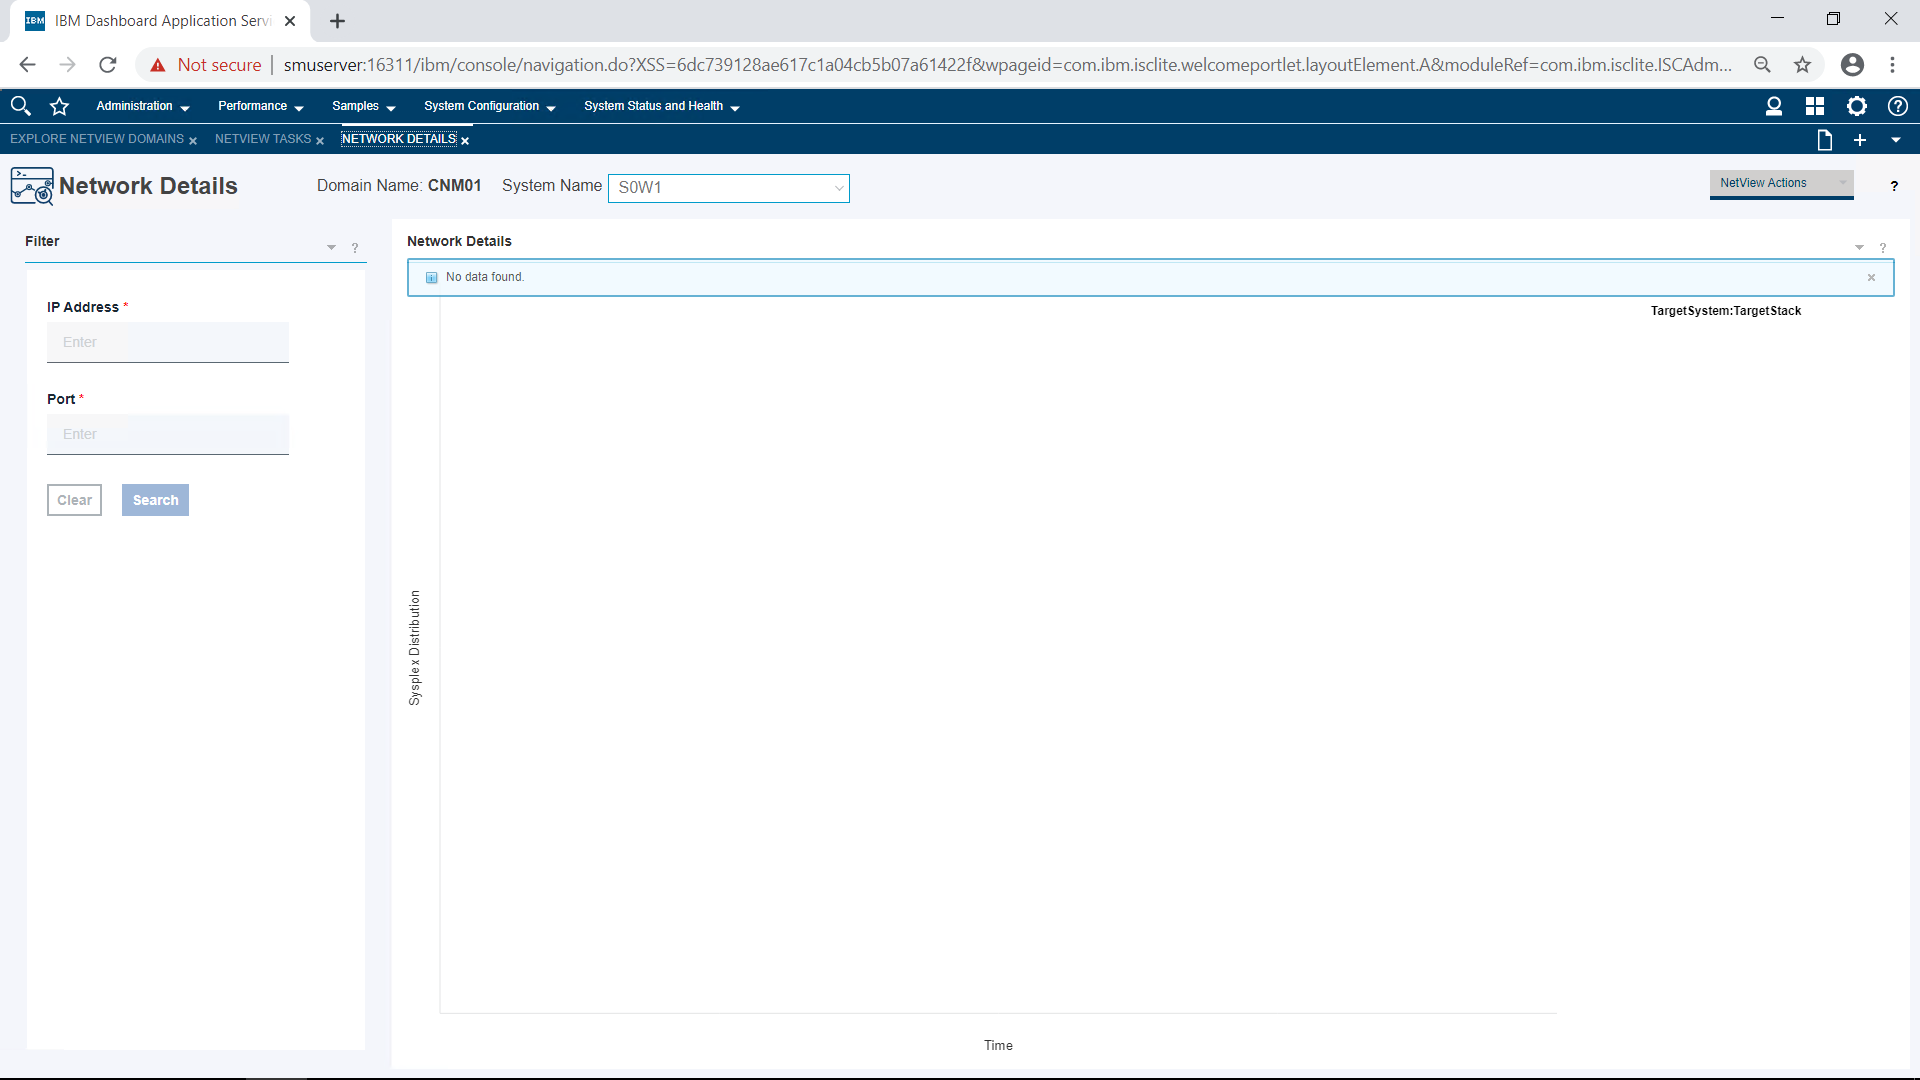 IBM Dashboard Application Servi
Not secure
smuserver:16311/ibm/console/navigation.do?XSS=6dc739128ae617c1a04cb5b07a61422f&wpageid=com.ibm.isclite.welcomeportlet.layoutElement.A&moduleRef=com.ibm.isclite.ISCAdm...
Administration Performance Samples System Configuration System Status and Health
EXPLORE NETVIEW DOMAINS NETVIEW TASKS NETWORK DETAILS
Network Details
Domain Name: CNM01 System Name S0W1
NetView Actions
?
Filter
?
IP Address *
Enter
Port *
Enter
Clear Search
Network Details
?
No data found.
TargetSystem:TargetStack
Sysplex Distribution
Time